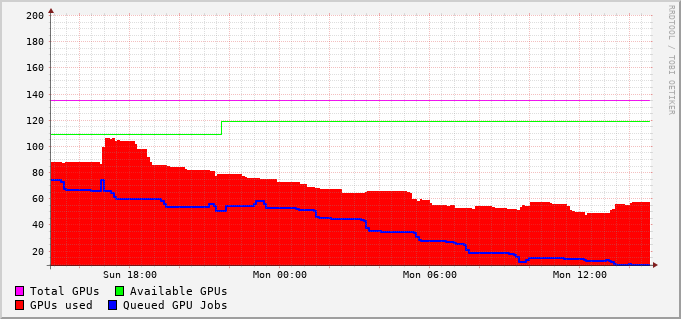 200
180
160
140
120
100
80
60
40
20
Sun 18:00 Mon 00:00 Mon 06:00 Mon 12:00
Total GPUs Available GPUs
GPUs used Queued GPU Jobs
RRDTOOL / TOBI OETIKER